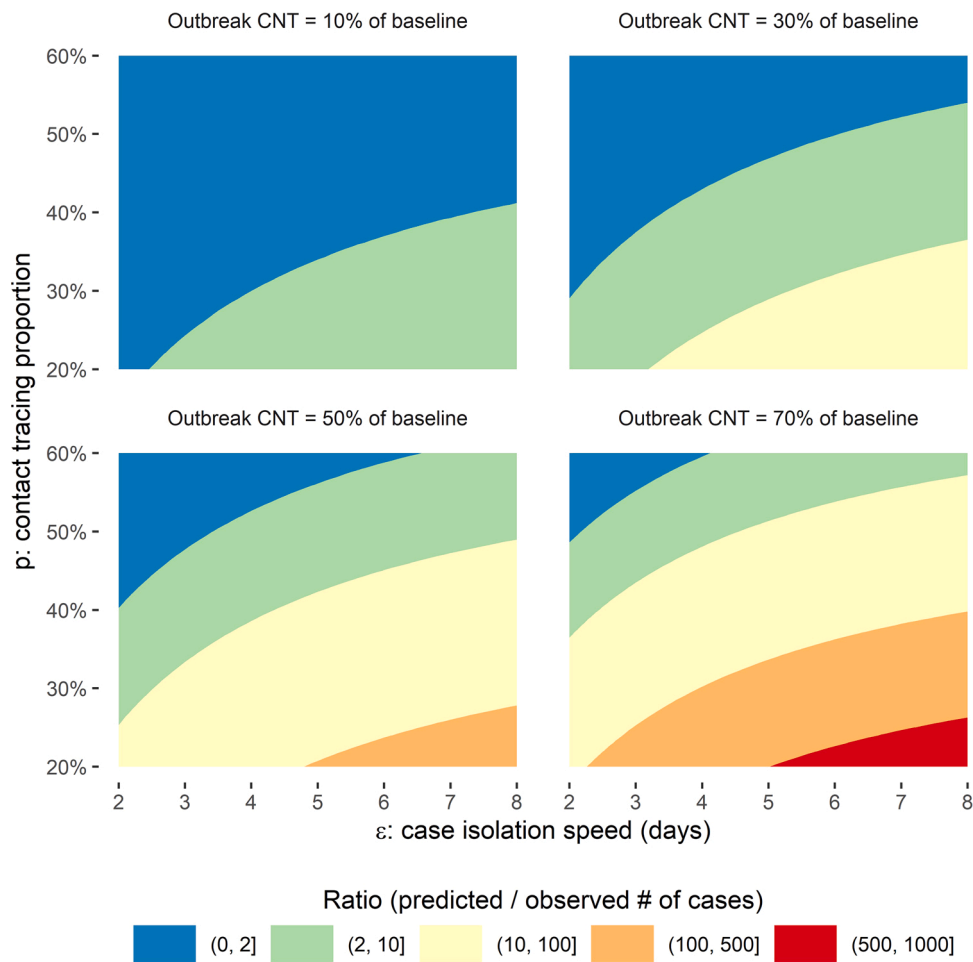 Outbreak CNT = 10% of baseline
Outbreak CNT = 30% of baseline
60%
50%
40%
30%
20%
p: contact tracing proportion
Outbreak CNT = 50% of baseline
Outbreak CNT = 70% of baseline
60%
50%
40%
30%
20%
2 3 4 5 6 7 8
2 3 4 5 6 7 8
ε: case isolation speed (days)
Ratio (predicted / observed # of cases)
(0, 2] (2, 10] (10, 100] (100, 500] (500, 1000]